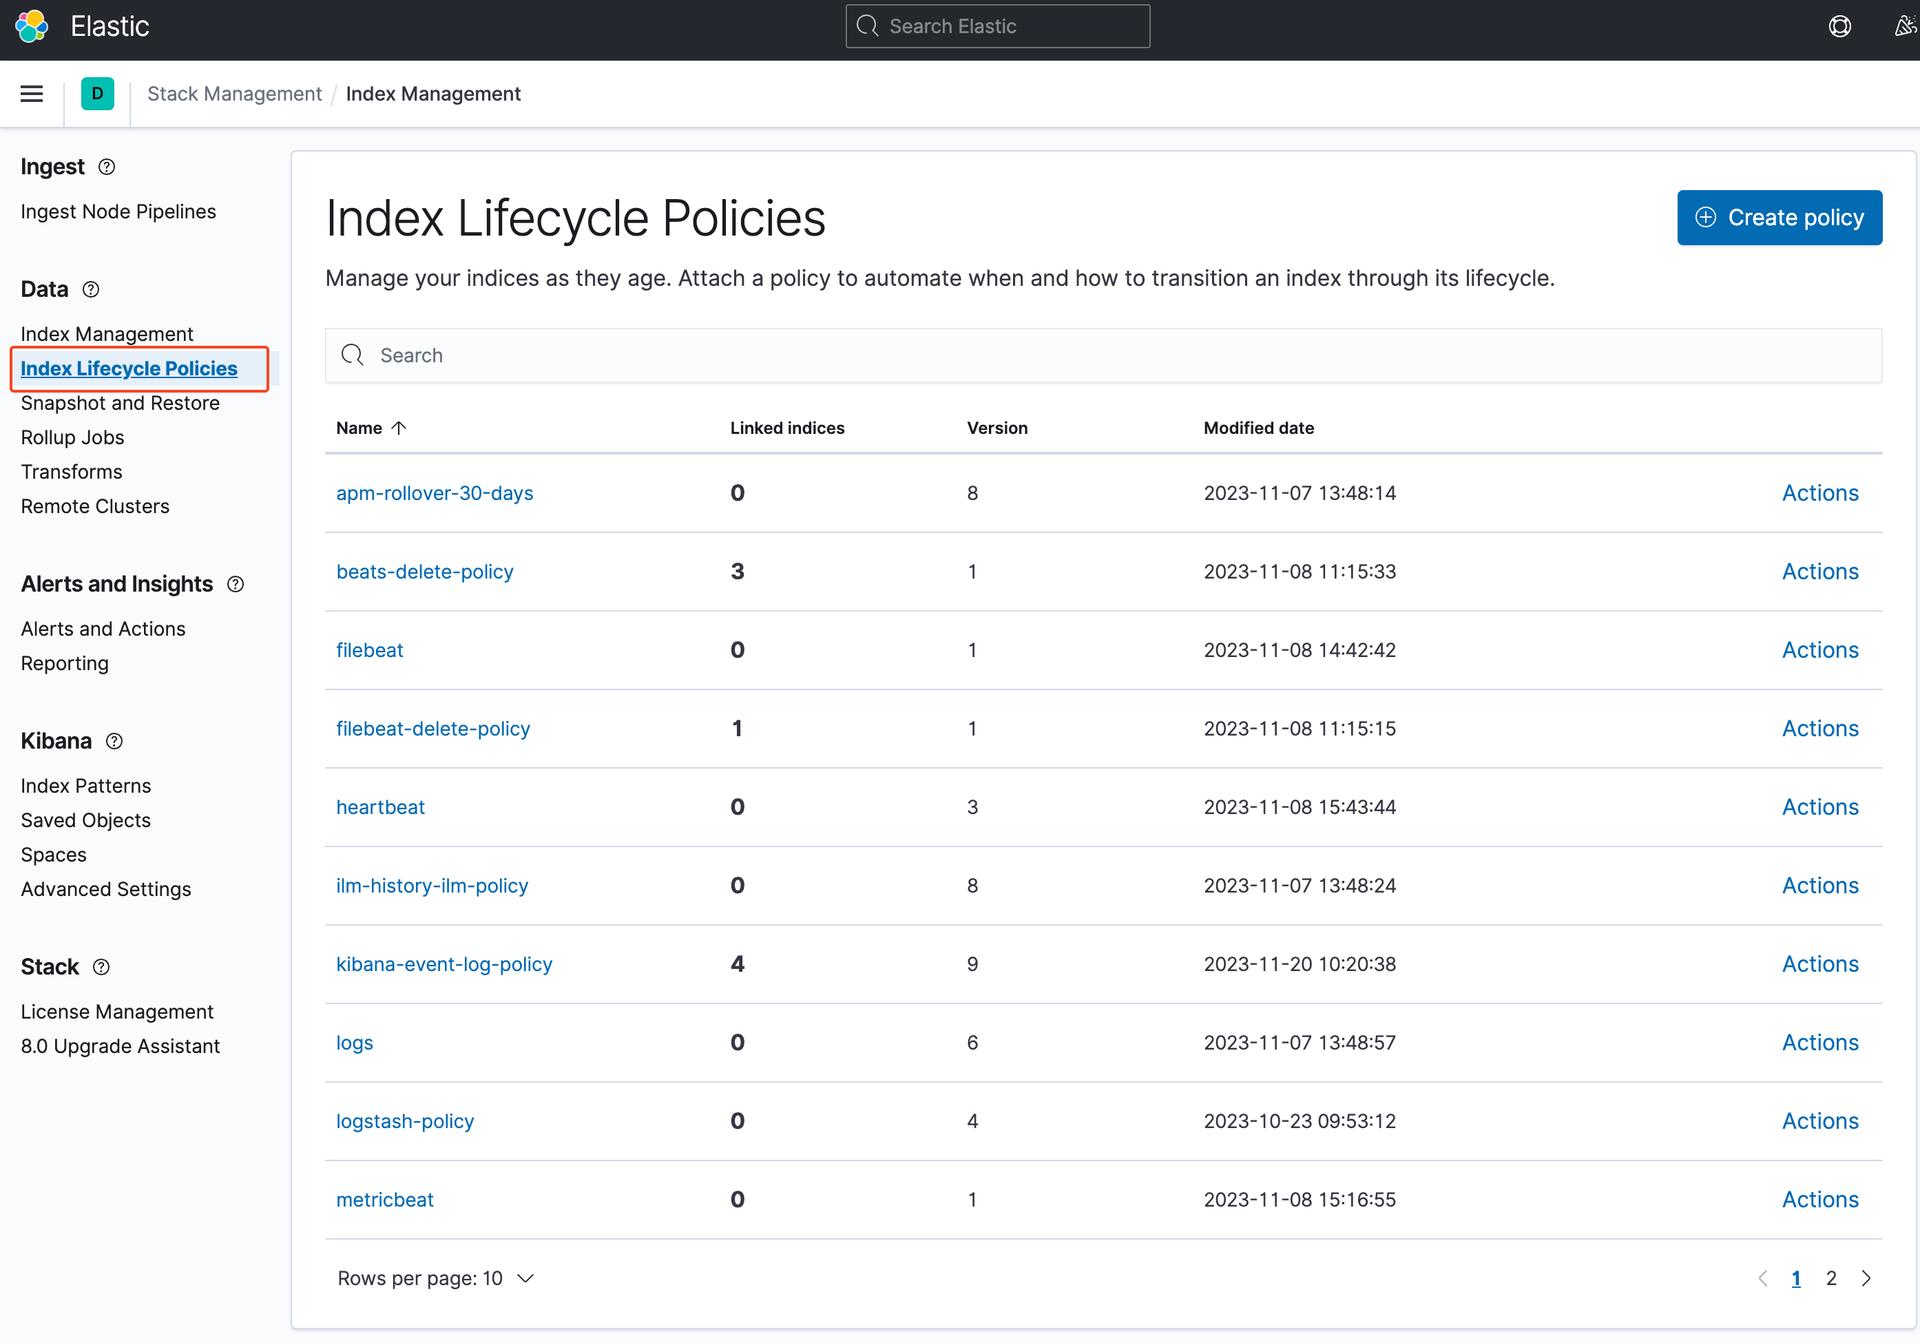 Elastic
Search Elastic
D
Stack Management / Index Management
Ingest
Ingest Node Pipelines
Data
Index Management
Index Lifecycle Policies
Snapshot and Restore
Rollup Jobs
Transforms
Remote Clusters
Alerts and Insights
Alerts and Actions
Reporting
Kibana
Index Patterns
Saved Objects
Spaces
Advanced Settings
Stack
License Management
8.0 Upgrade Assistant
Index Lifecycle Policies
Create policy
Manage your indices as they age. Attach a policy to automate when and how to transition an index through its lifecycle.
Search
Name Linked indices Version Modified date
apm-rollover-30-days 0 8 2023-11-07 13:48:14 Actions
beats-delete-policy 3 1 2023-11-08 11:15:33 Actions
filebeat 0 1 2023-11-08 14:42:42 Actions
filebeat-delete-policy 1 1 2023-11-08 11:15:15 Actions
heartbeat 0 3 2023-11-08 15:43:44 Actions
ilm-history-ilm-policy 0 8 2023-11-07 13:48:24 Actions
kibana-event-log-policy 4 9 2023-11-20 10:20:38 Actions
logs 0 6 2023-11-07 13:48:57 Actions
logstash-policy 0 4 2023-10-23 09:53:12 Actions
metricbeat 0 1 2023-11-08 15:16:55 Actions
Rows per page: 10
1 2